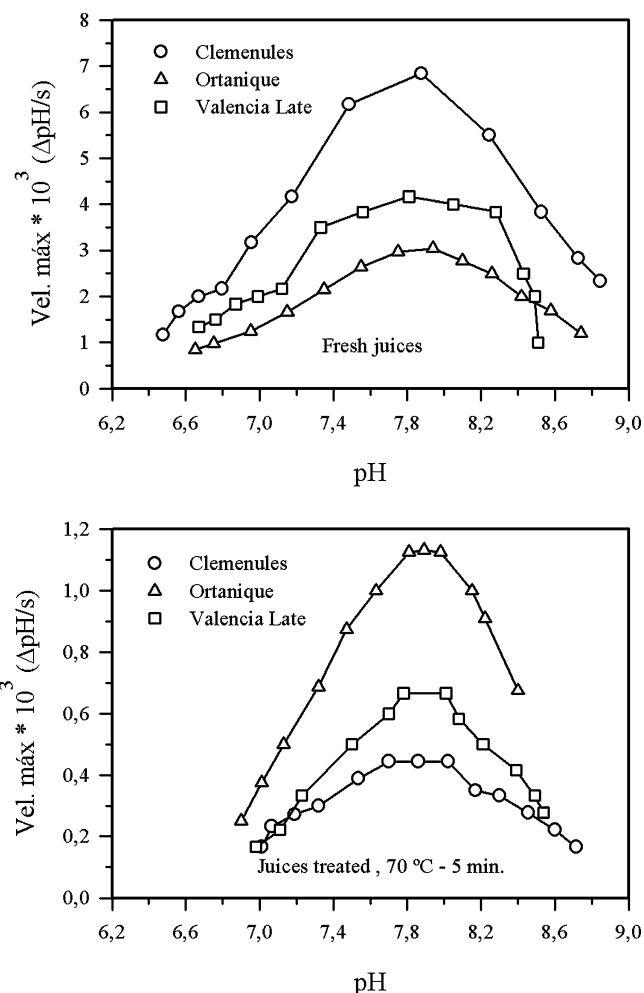 8
7
6
5
4
3
2
1
0
Vel. máx * 10³ (ΔpH/s)
Clemenules
Ortanique
Valencia Late
Fresh juices
6,2 6,6 7,0 7,4 7,8 8,2 8,6 9,0
pH
1,2
1,0
0,8
0,6
0,4
0,2
0,0
Vel. máx * 10³ (ΔpH/s)
Clemenules
Ortanique
Valencia Late
Juices treated , 70 ºC - 5 min.
6,2 6,6 7,0 7,4 7,8 8,2 8,6 9,0
pH